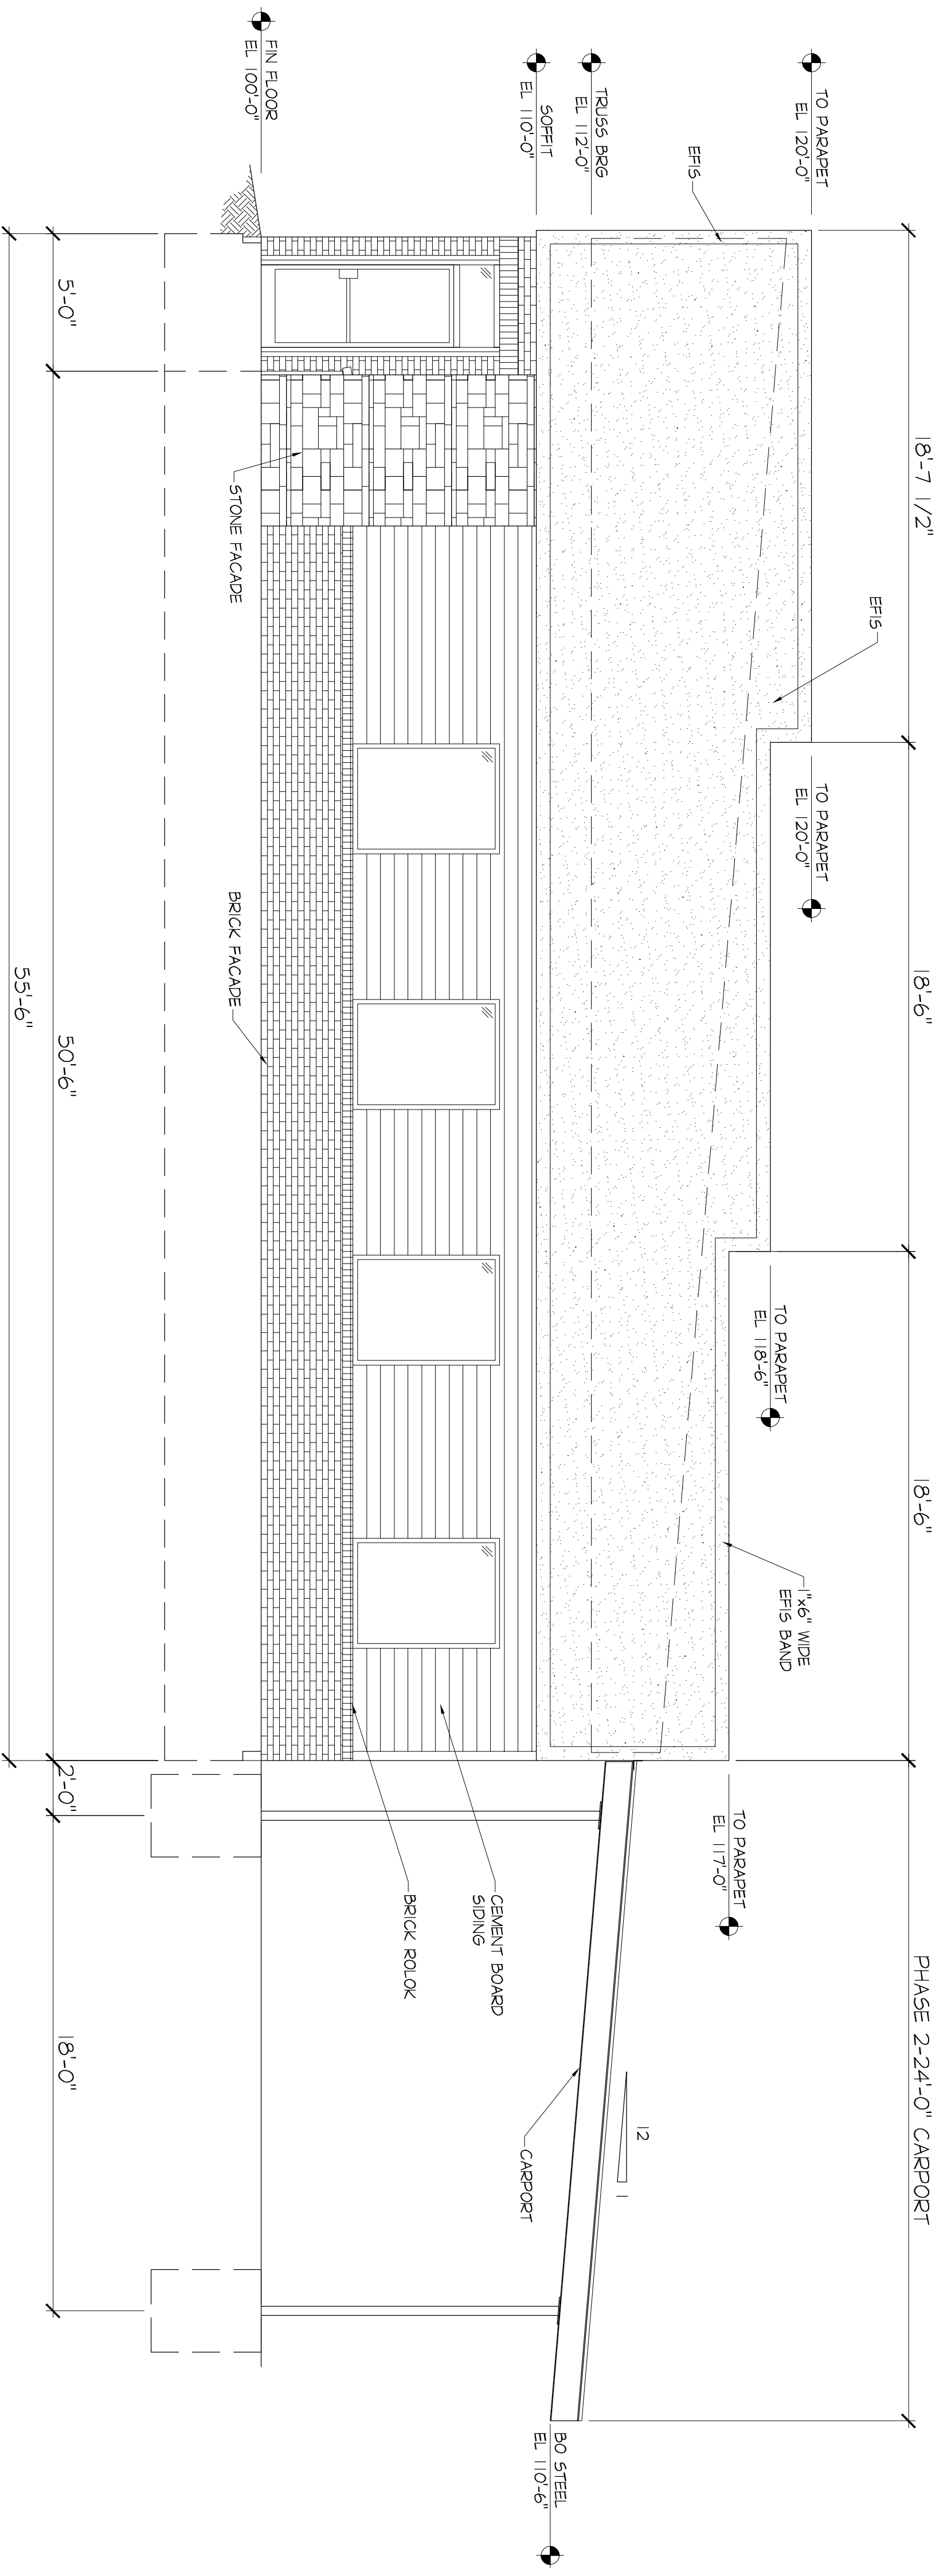 18'-7 1/2"
18'-6"
18'-6"
PHASE 2-24'-0" CARPORT
TO PARAPET
EL 120'-0"
TRUSS BRG
EL 112'-0"
SOFFIT
EL 110'-0"
FIN FLOOR
EL 100'-0"
EFIS
EFIS
TO PARAPET
EL 120'-0"
TO PARAPET
EL 118'-6"
1"x6" WIDE
EFIS BAND
TO PARAPET
EL 117'-0"
12
1
CARPORT
BO STEEL
EL 110'-6"
CEMENT BOARD
SIDING
BRICK ROLOK
STONE FACADE
BRICK FACADE
5'-0"
50'-6"
2'-0"
18'-0"
55'-6"